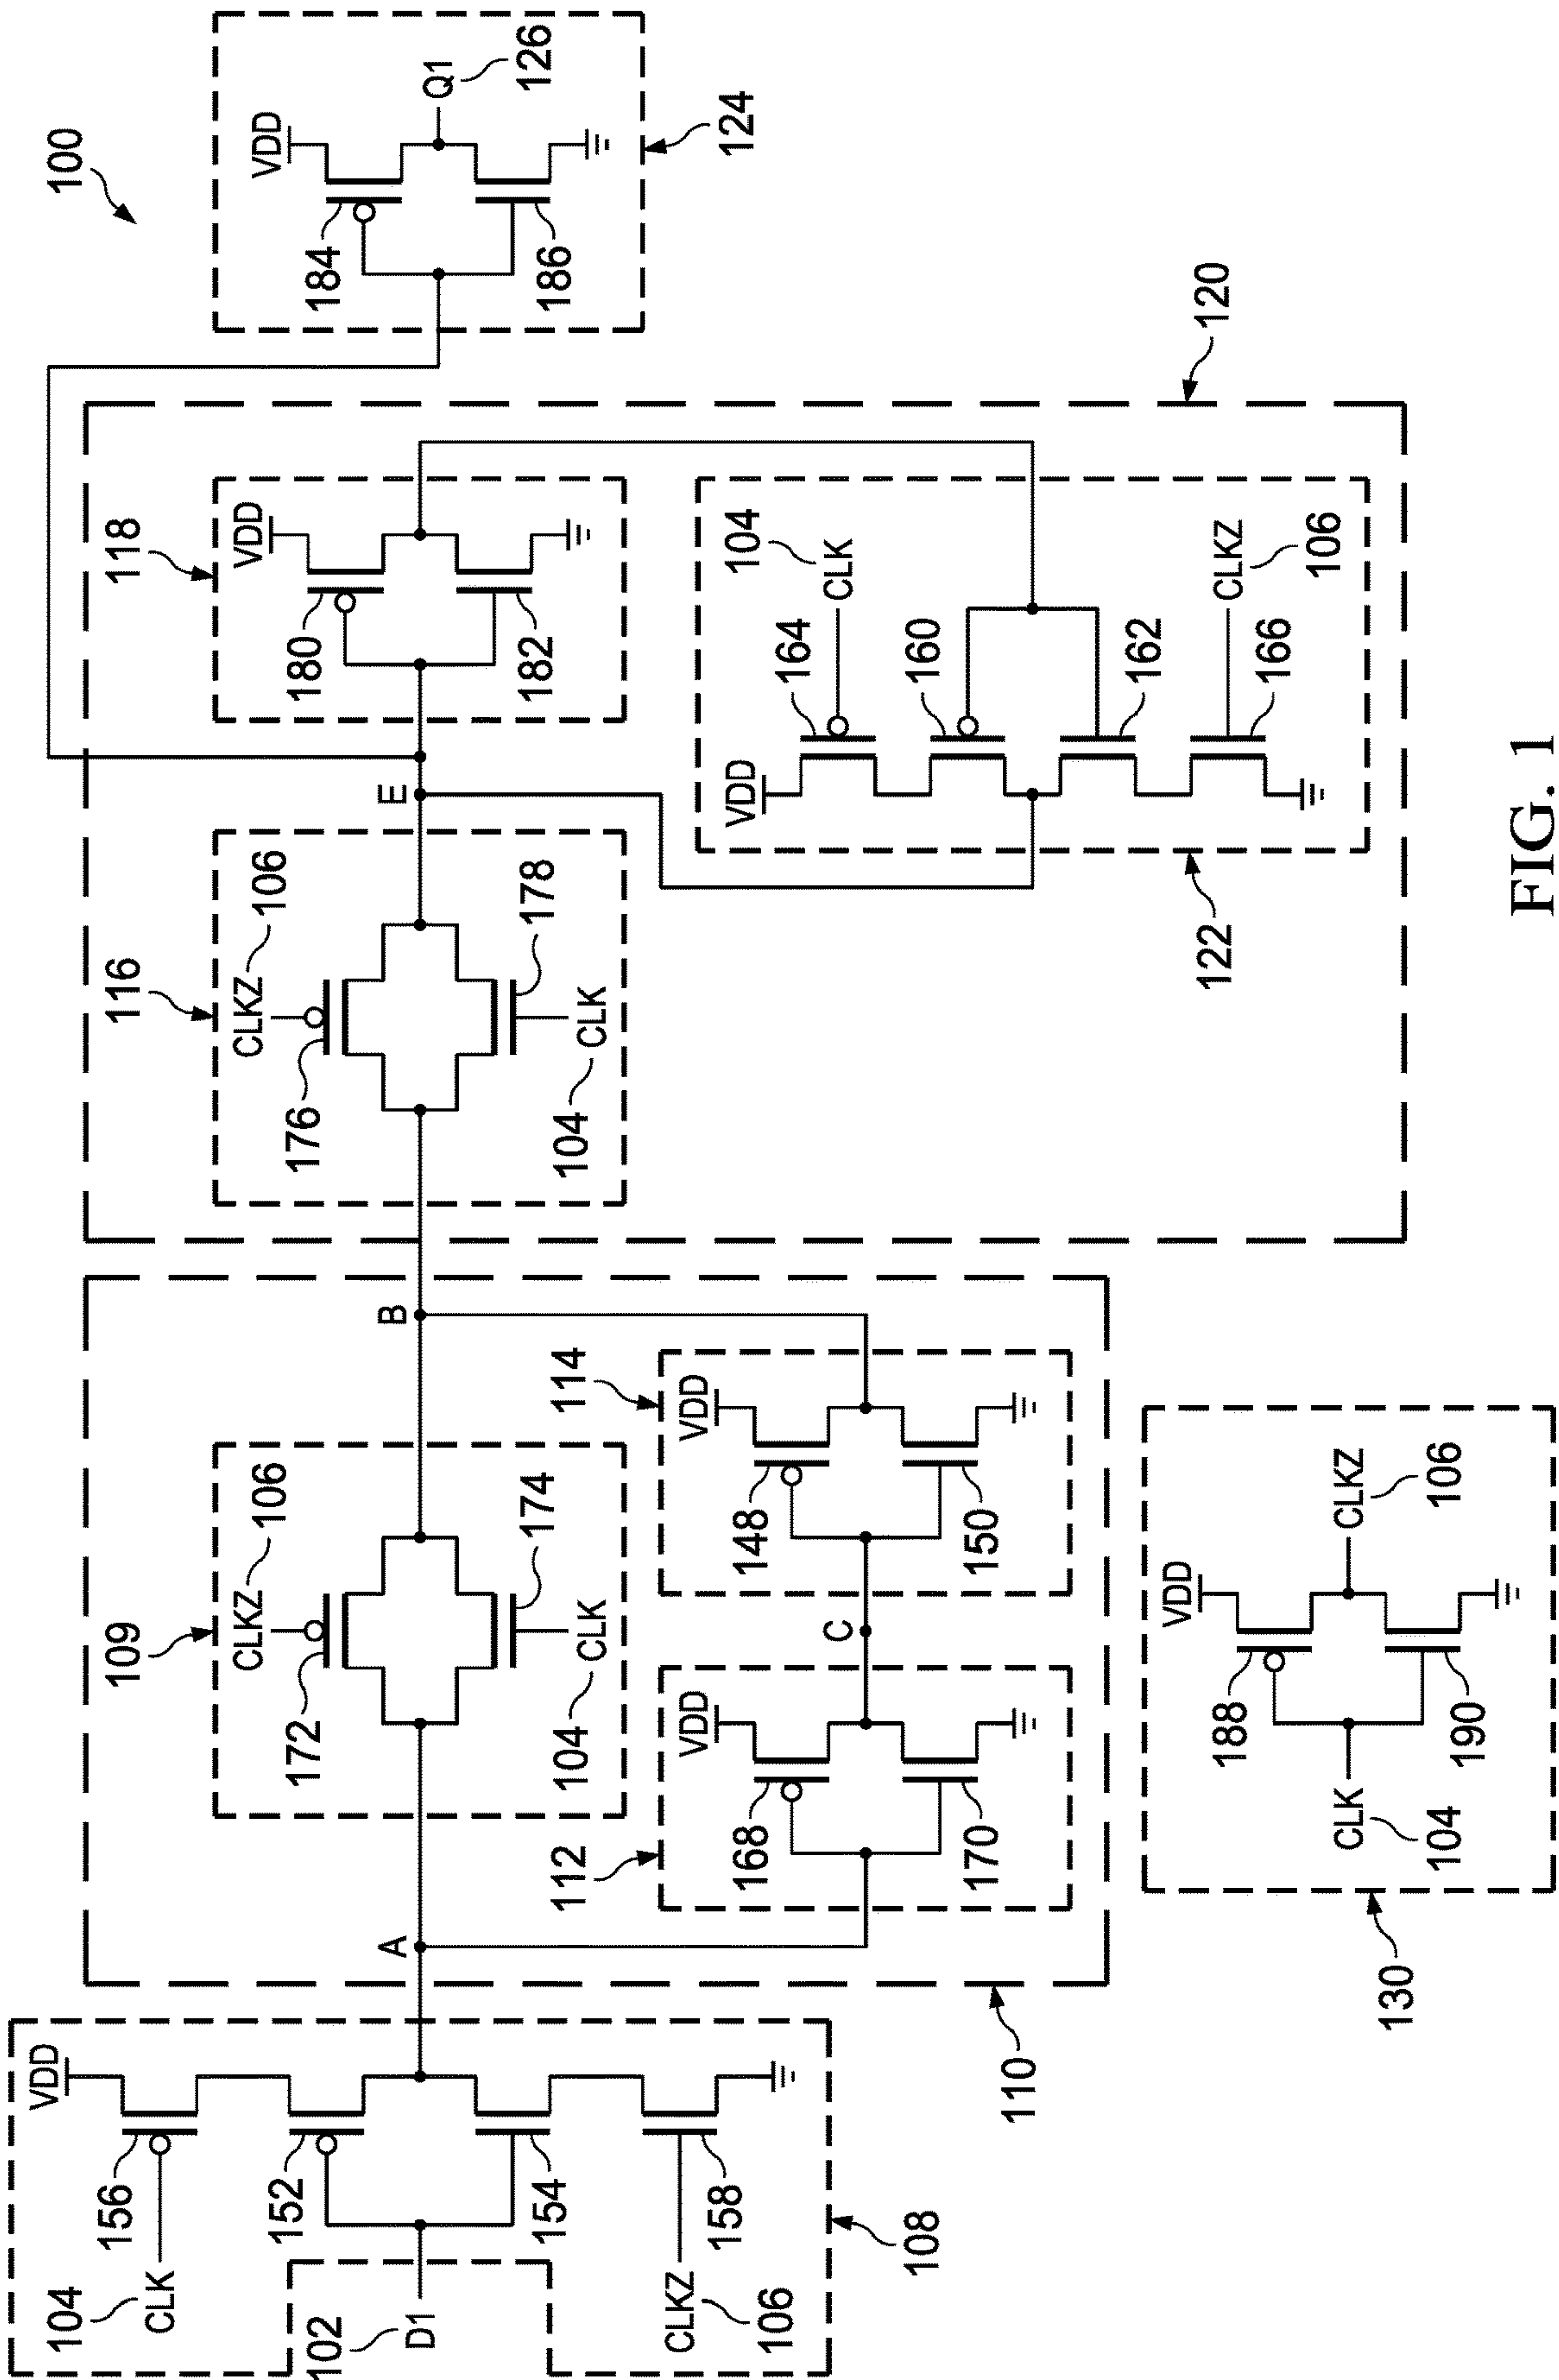 100
104
CLK
156
VDD
152
102
D1
154
CLKZ
106
158
108
A
110
109
CLKZ
106
172
174
104
CLK
B
112
VDD
168
170
C
114
VDD
148
150
130
CLK
104
VDD
188
190
CLKZ
106
116
CLKZ
106
176
178
104
CLK
E
118
VDD
180
182
120
122
VDD
164
104
CLK
160
162
166
CLKZ
106
VDD
184
186
Q1
126
124
FIG. 1